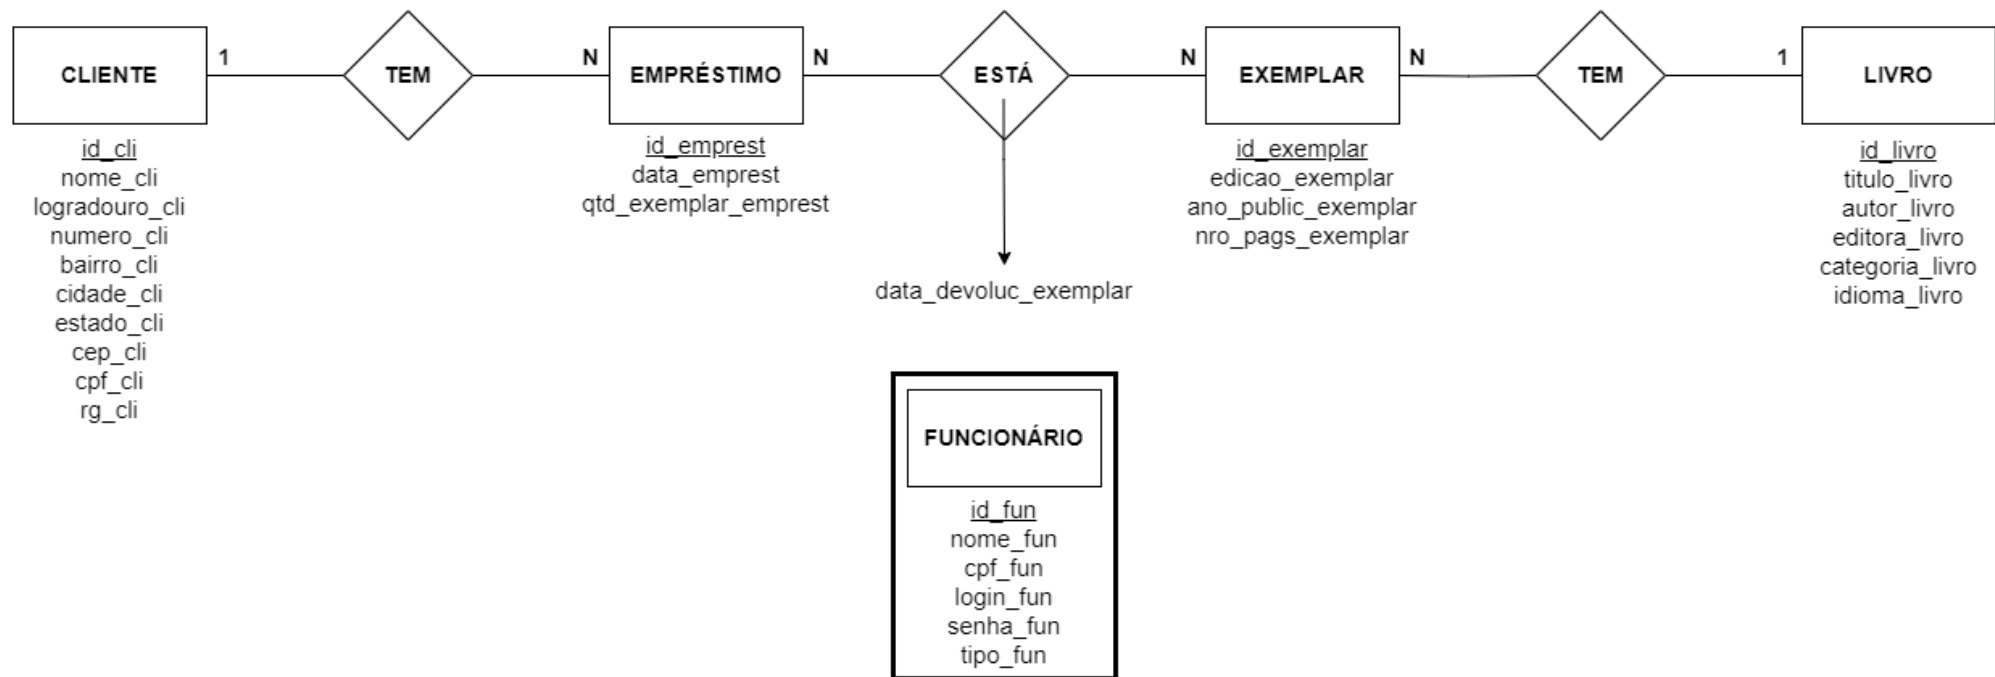 CLIENTE
1
TEM
N
EMPRÉSTIMO
N
ESTÁ
N
EXEMPLAR
N
TEM
1
LIVRO
id_cli
nome_cli
logradouro_cli
numero_cli
bairro_cli
cidade_cli
estado_cli
cep_cli
cpf_cli
rg_cli
id_emprest
data_emprest
qtd_exemplar_emprest
data_devoluc_exemplar
id_exemplar
edicao_exemplar
ano_public_exemplar
nro_pags_exemplar
id_livro
titulo_livro
autor_livro
editora_livro
categoria_livro
idioma_livro
FUNCIONÁRIO
id_fun
nome_fun
cpf_fun
login_fun
senha_fun
tipo_fun